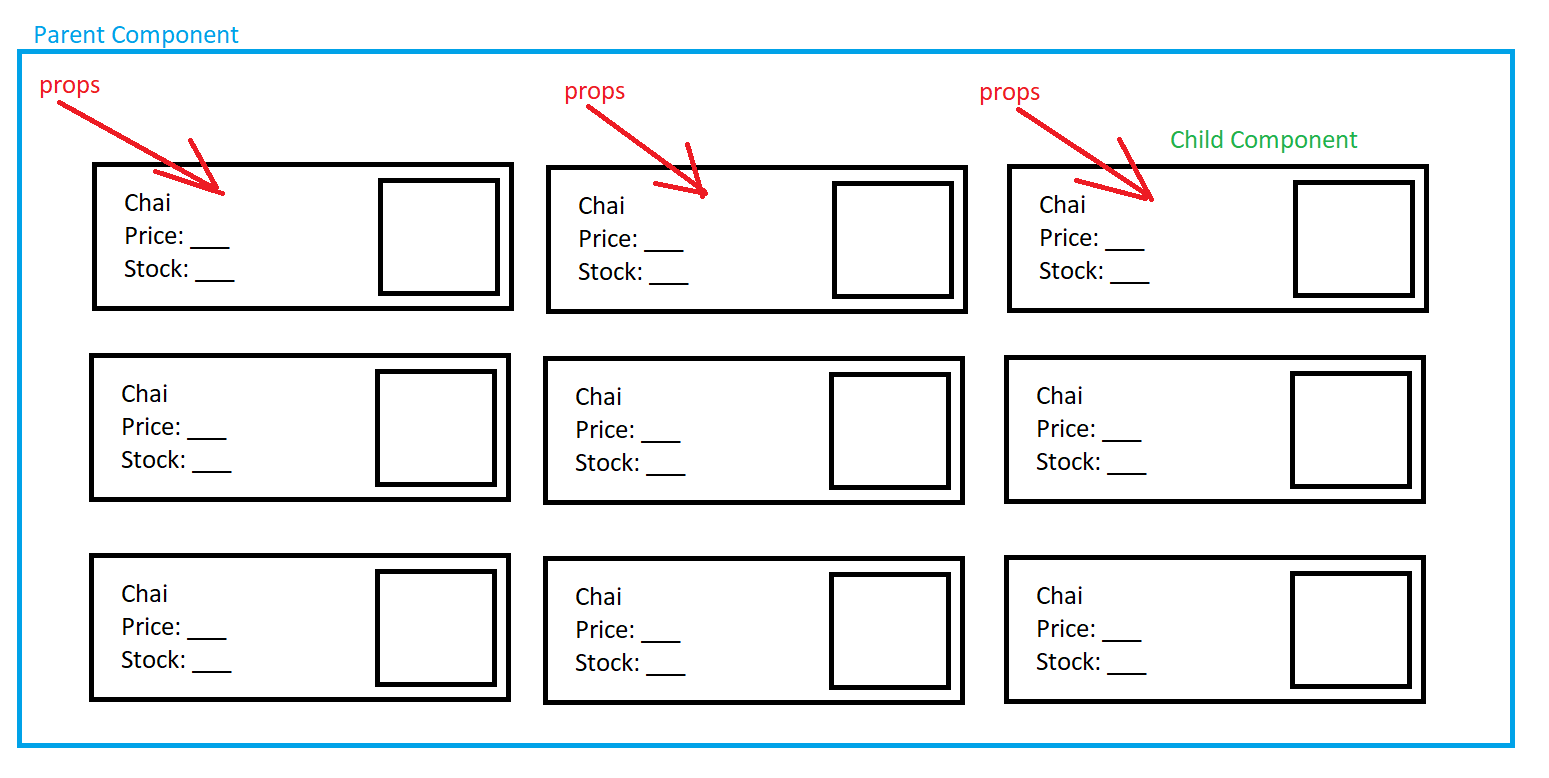 Parent Component
props
props
props
Child Component
Chai
Price: ___
Stock: ___
Chai
Price: ___
Stock: ___
Chai
Price: ___
Stock: ___
Chai
Price: ___
Stock: ___
Chai
Price: ___
Stock: ___
Chai
Price: ___
Stock: ___
Chai
Price: ___
Stock: ___
Chai
Price: ___
Stock: ___
Chai
Price: ___
Stock: ___